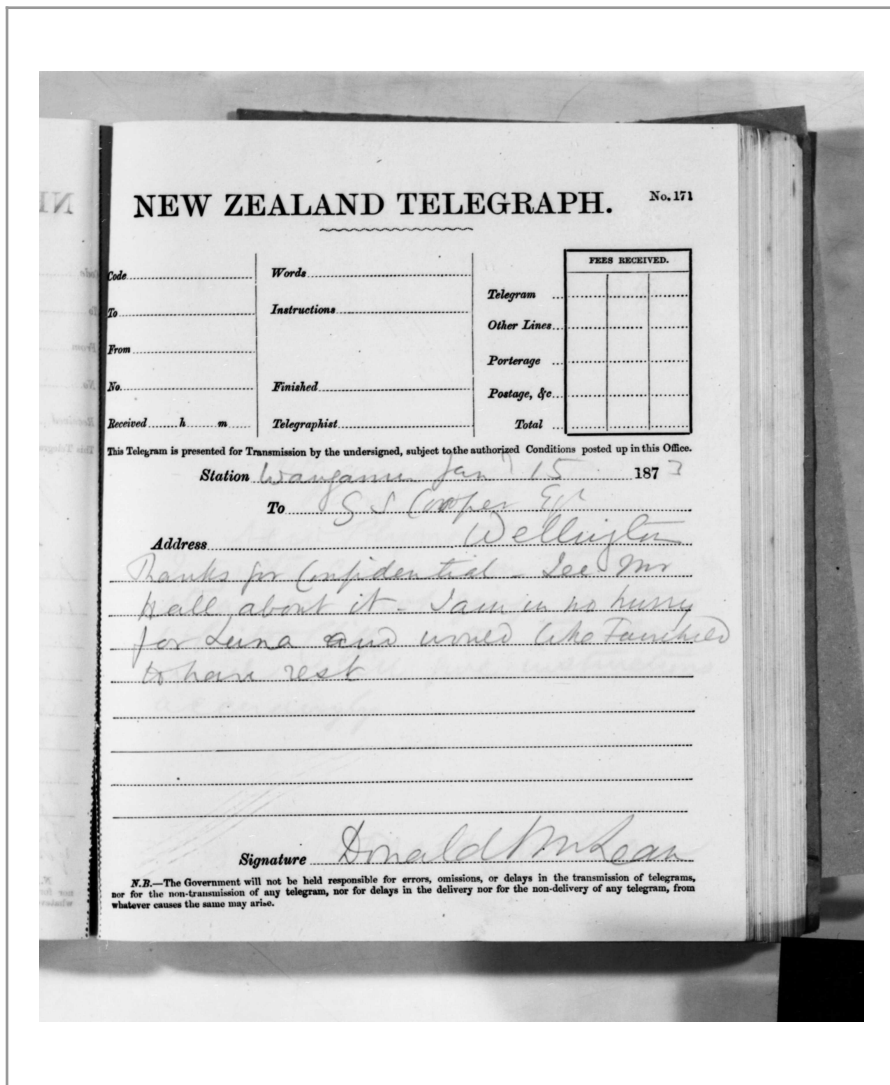 NEW ZEALAND TELEGRAPH.
No. 171
Code
To
From
No.
Received h m
Words
Instructions
Finished
Telegraphist
FEES RECEIVED.
Telegram
Other Lines
Porterage
Postage, &c
Total
This Telegram is presented for Transmission by the undersigned, subject to the authorized Conditions posted up in this Office.
Station Wanganui Jany 15 1873
To G S Cooper Esq
Address Wellington
Thanks for Confidential - See Mr
Hall about it - I am in no hurry
for Luna and would like Fairchild
to have rest
Signature Donald McLean
N.B.—The Government will not be held responsible for errors, omissions, or delays in the transmission of telegrams,
nor for the non-transmission of any telegram, nor for delays in the delivery nor for the non-delivery of any telegram, from
whatever causes the same may arise.